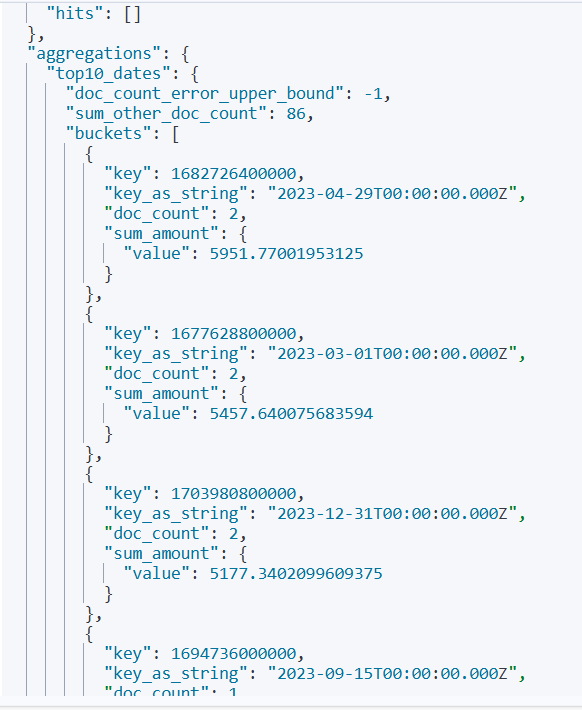 "hits": []
},
"aggregations": {
"top10_dates": {
"doc_count_error_upper_bound": -1,
"sum_other_doc_count": 86,
"buckets": [
{
"key": 1682726400000,
"key_as_string": "2023-04-29T00:00:00.000Z",
"doc_count": 2,
"sum_amount": {
"value": 5951.77001953125
}
},
{
"key": 1677628800000,
"key_as_string": "2023-03-01T00:00:00.000Z",
"doc_count": 2,
"sum_amount": {
"value": 5457.640075683594
}
},
{
"key": 1703980800000,
"key_as_string": "2023-12-31T00:00:00.000Z",
"doc_count": 2,
"sum_amount": {
"value": 5177.3402099609375
}
},
{
"key": 1694736000000,
"key_as_string": "2023-09-15T00:00:00.000Z",
"doc_count": 1